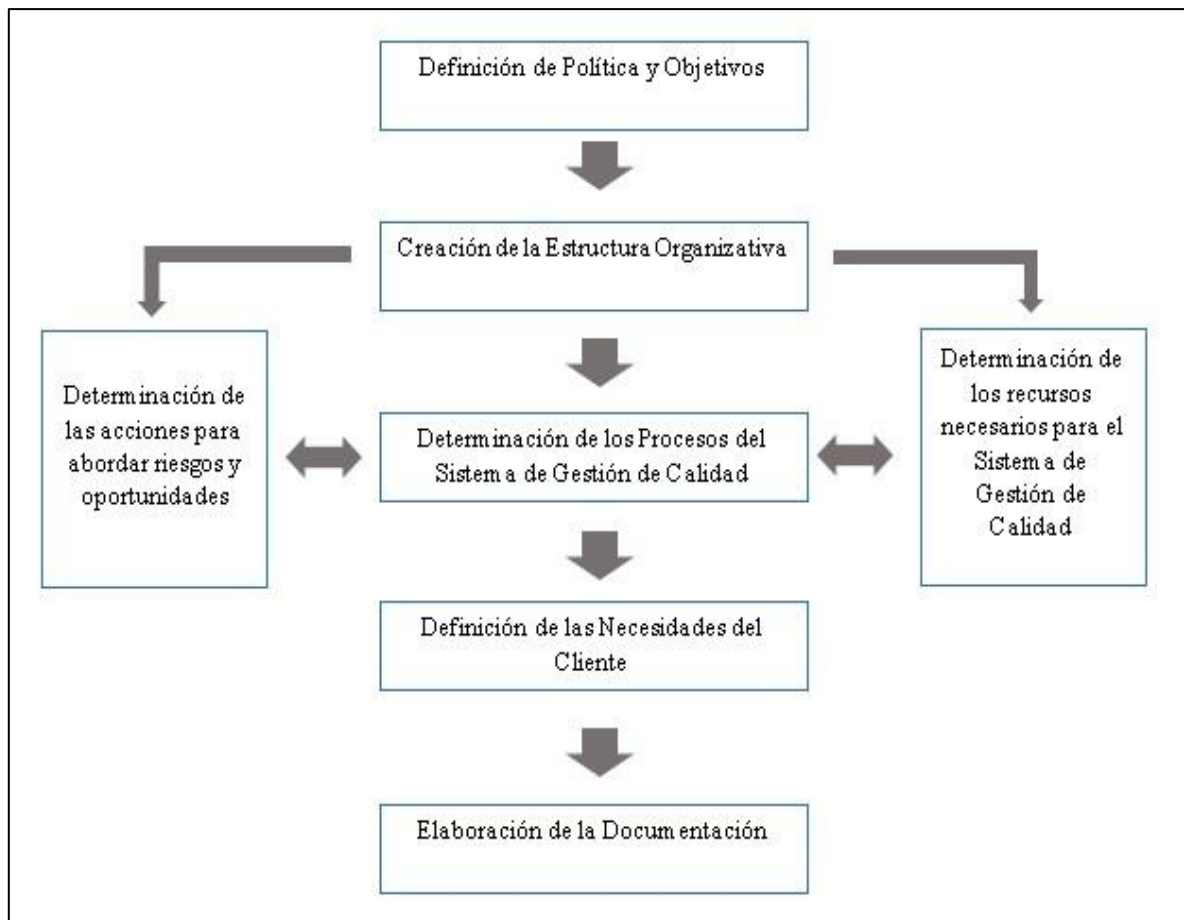 Definición de Política y Objetivos
Creación de la Estructura Organizativa
Determinación de
las acciones para
abordar riesgos y
oportunidades
Determinación de los Procesos del
Sistema de Gestión de Calidad
Determinación de
los recursos
necesarios para el
Sistema de
Gestión de
Calidad
Definición de las Necesidades del
Cliente
Elaboración de la Documentación